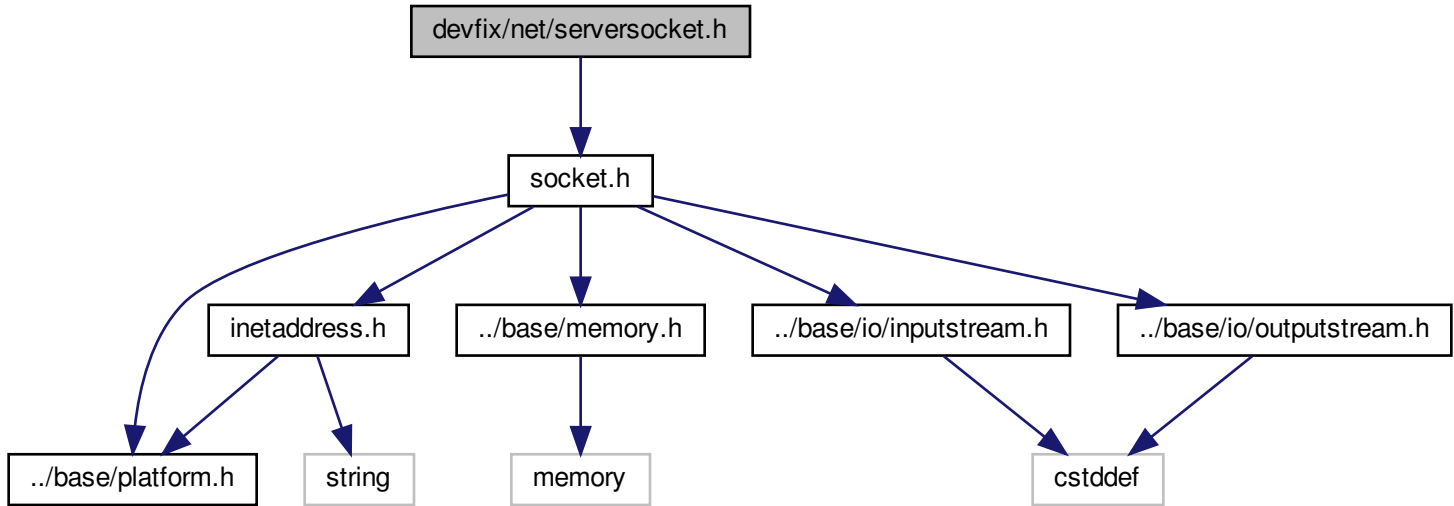 devfix/net/serversocket.h
socket.h
inetaddress.h
../base/memory.h
../base/io/inputstream.h
../base/io/outputstream.h
../base/platform.h
string
memory
cstddef